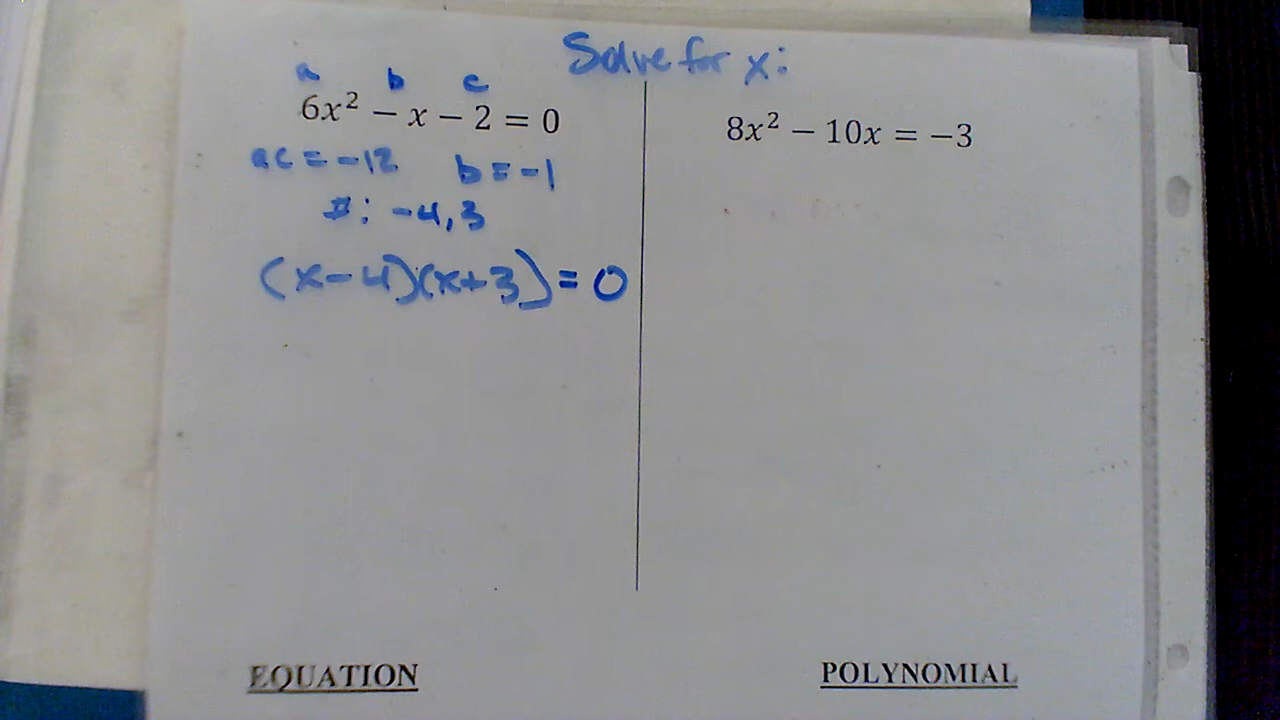 Solve for x:
a b c
6x² − x − 2 = 0
ac = -12 b = -1
#: -4, 3
(x-4)(x+3) = 0
8x² − 10x = −3
EQUATION
POLYNOMIAL